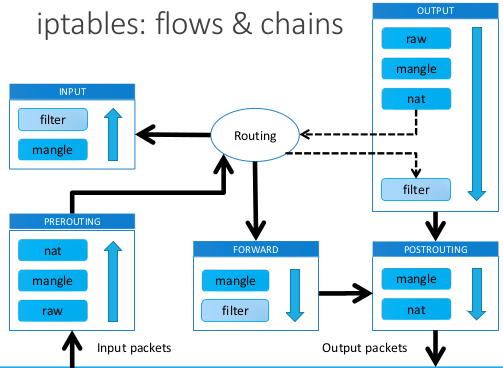 iptables: flows & chains
OUTPUT
raw
mangle
nat
filter
INPUT
filter
mangle
Routing
PREROUTING
nat
mangle
raw
FORWARD
mangle
filter
POSTROUTING
mangle
nat
Input packets
Output packets